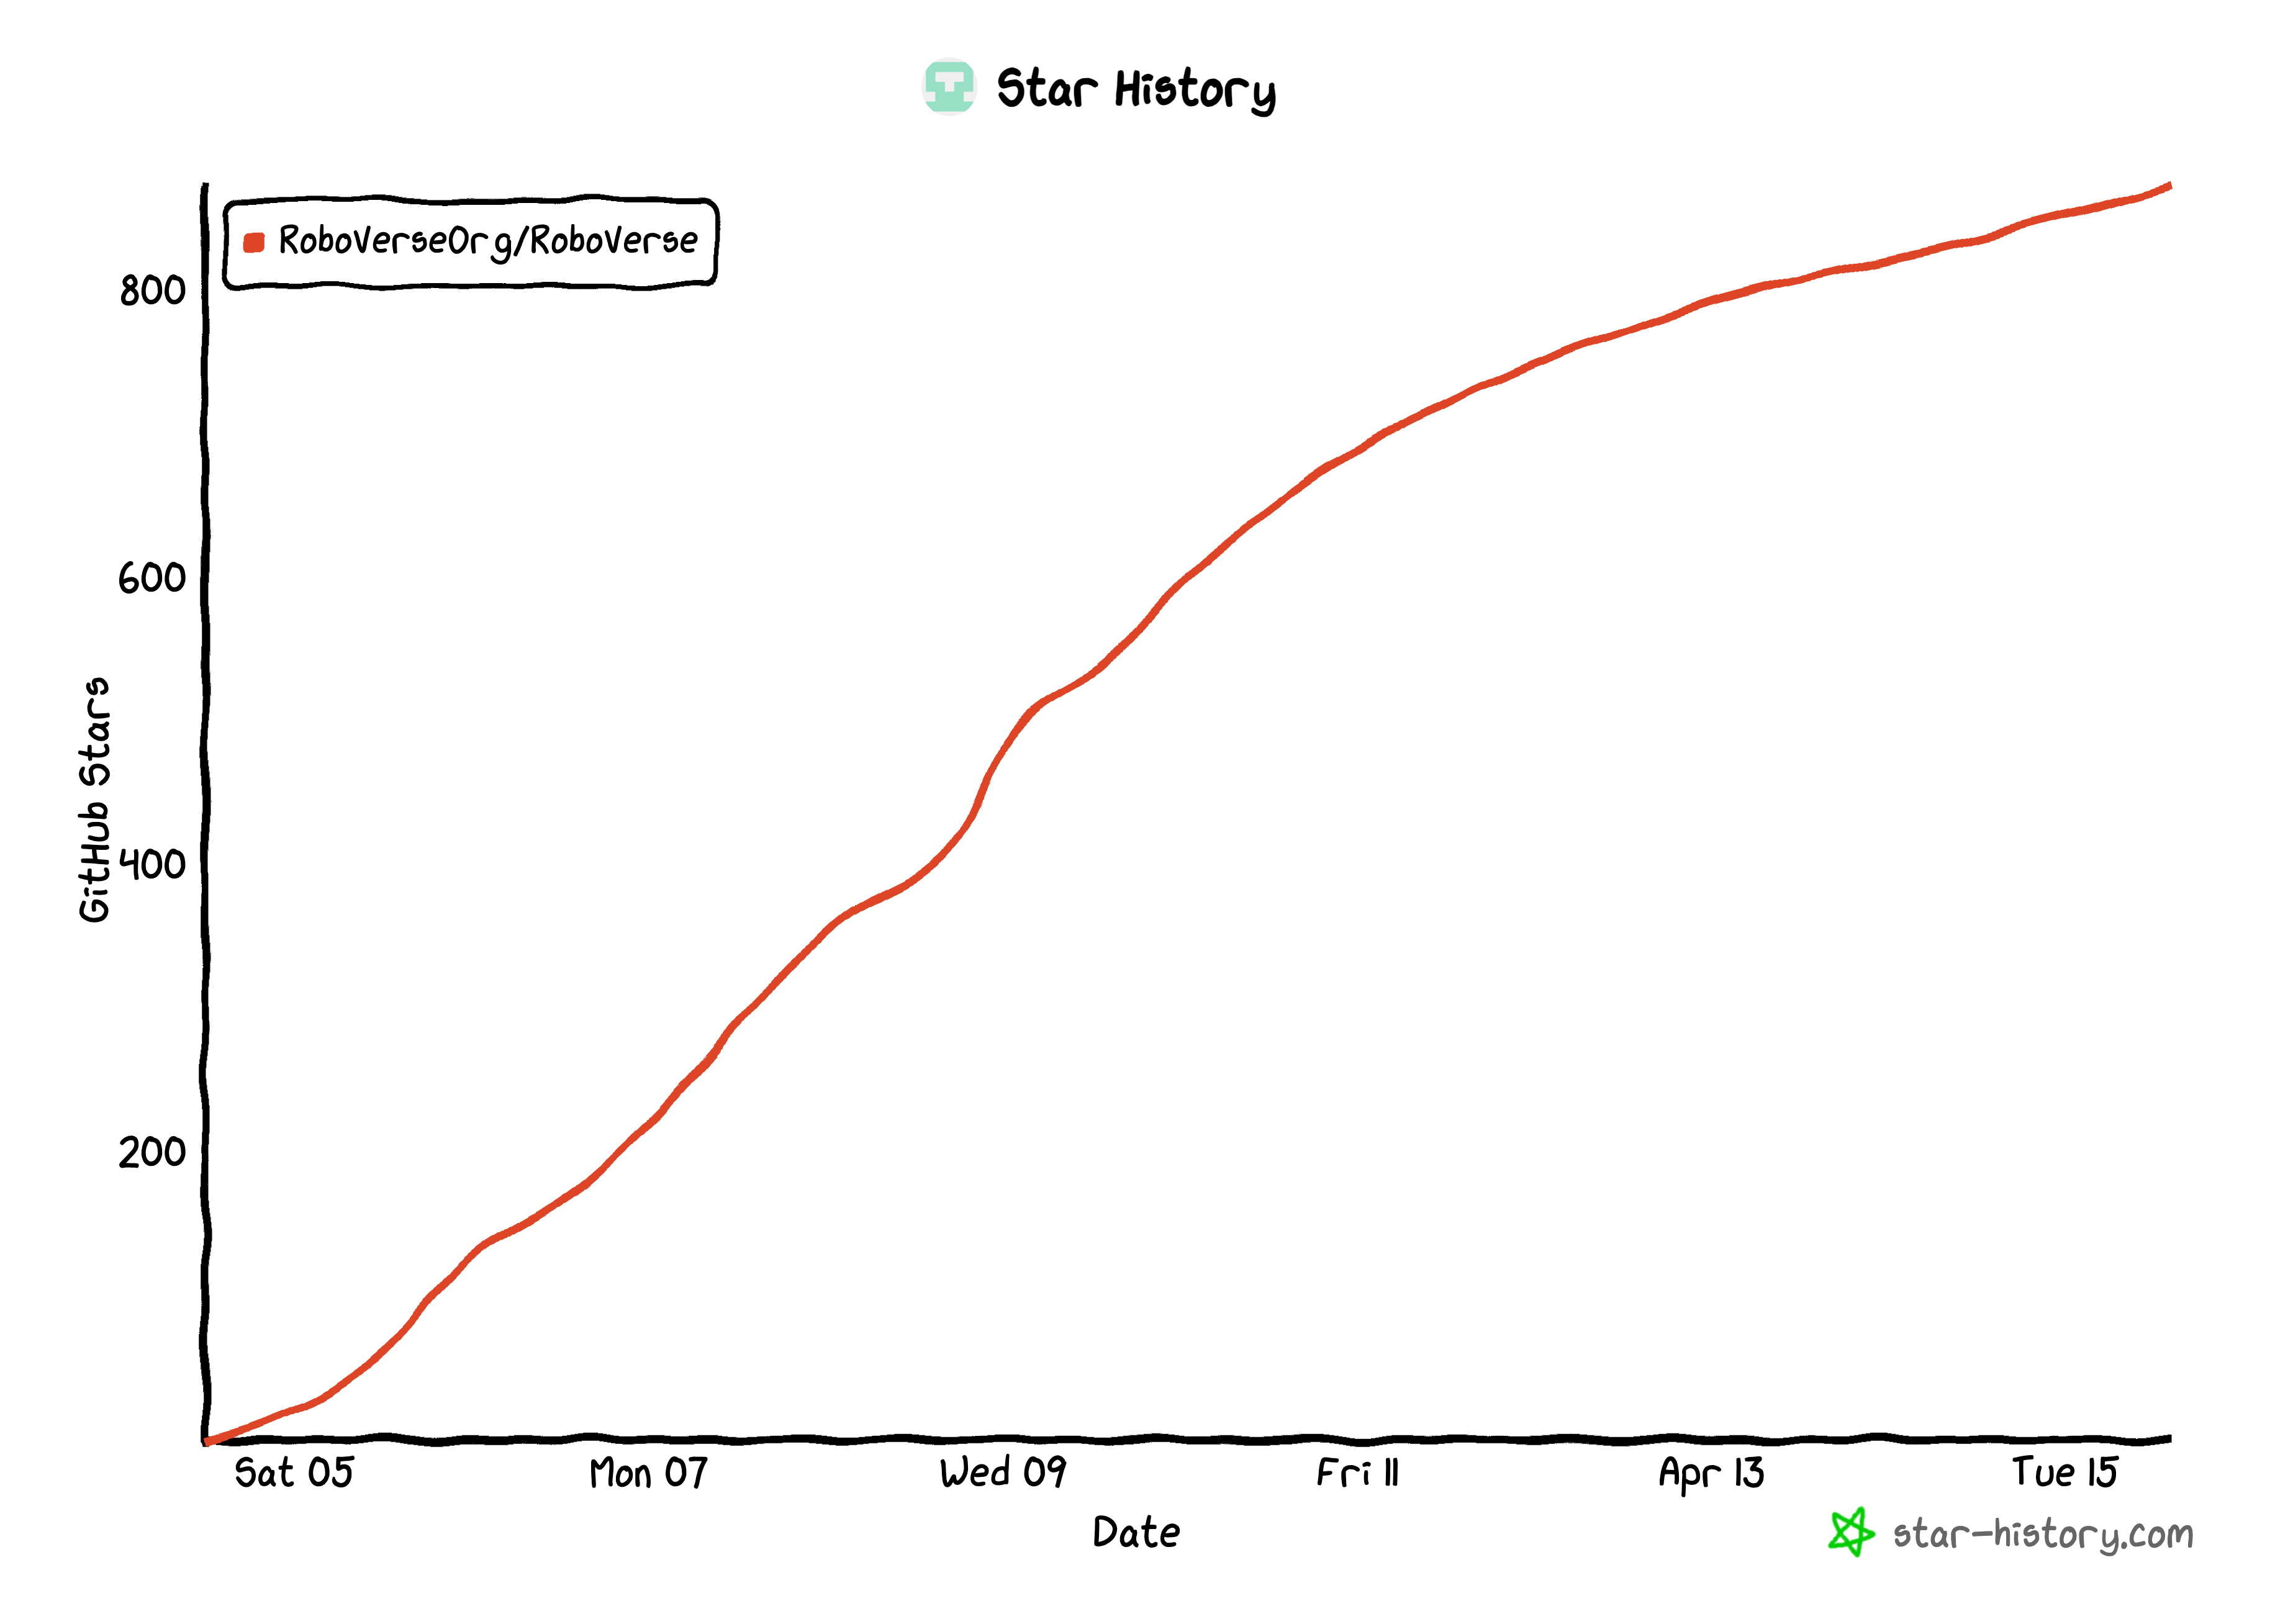 Star History
RoboVerseOrg/RoboVerse
800
600
400
200
GitHub Stars
Sat 05
Mon 07
Wed 09
Fri 11
Apr 13
Tue 15
Date
star-history.com